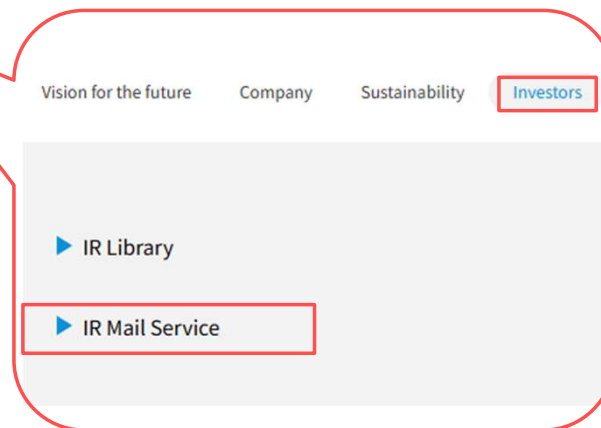 Vision for the future Company Sustainability Investors
IR Library
IR Mail Service